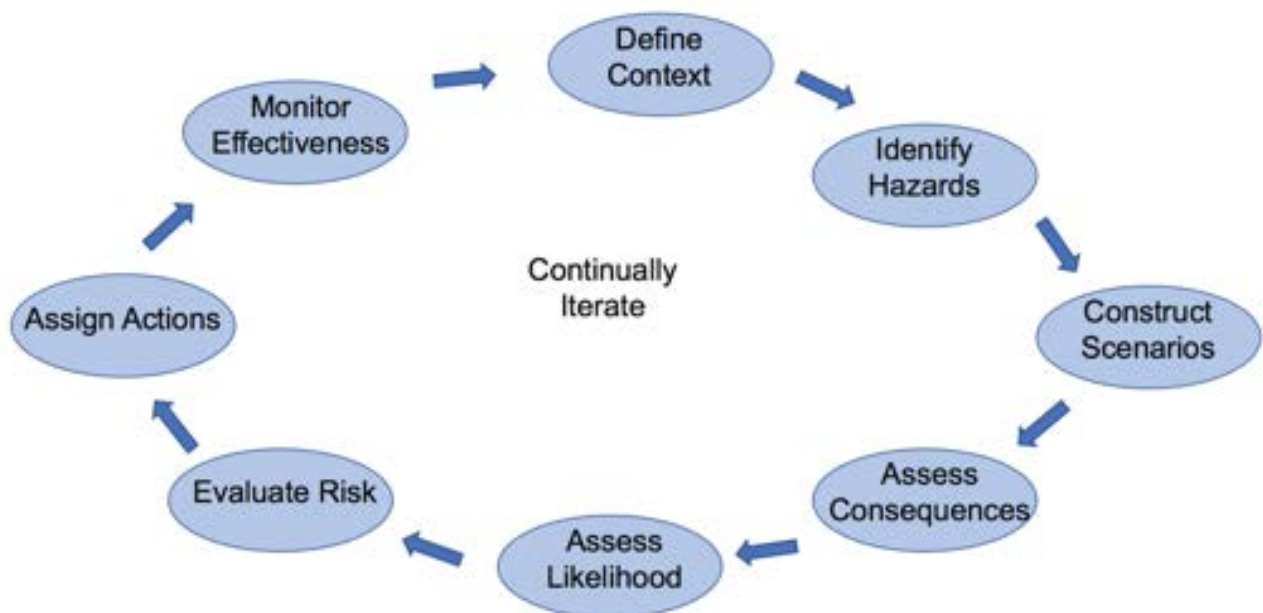 Define
Context
Identify
Hazards
Construct
Scenarios
Assess
Consequences
Assess
Likelihood
Evaluate Risk
Assign Actions
Monitor
Effectiveness
Continually
Iterate